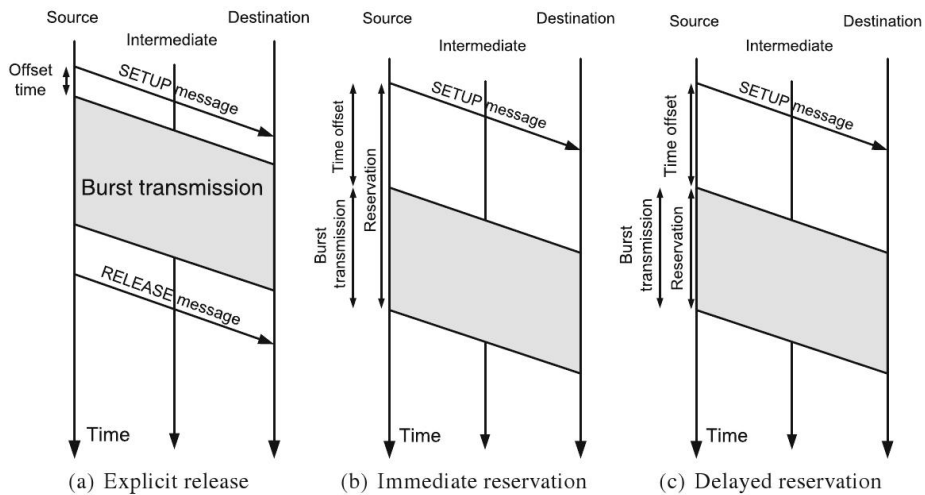 Source
Destination
Intermediate
Offset
time
SETUP message
Burst transmission
RELEASE message
Time
(a) Explicit release
Source
Destination
Intermediate
SETUP message
Time offset
Reservation
Burst
transmission
Time
(b) Immediate reservation
Source
Destination
Intermediate
SETUP message
Time offset
Burst
transmission
Reservation
Time
(c) Delayed reservation